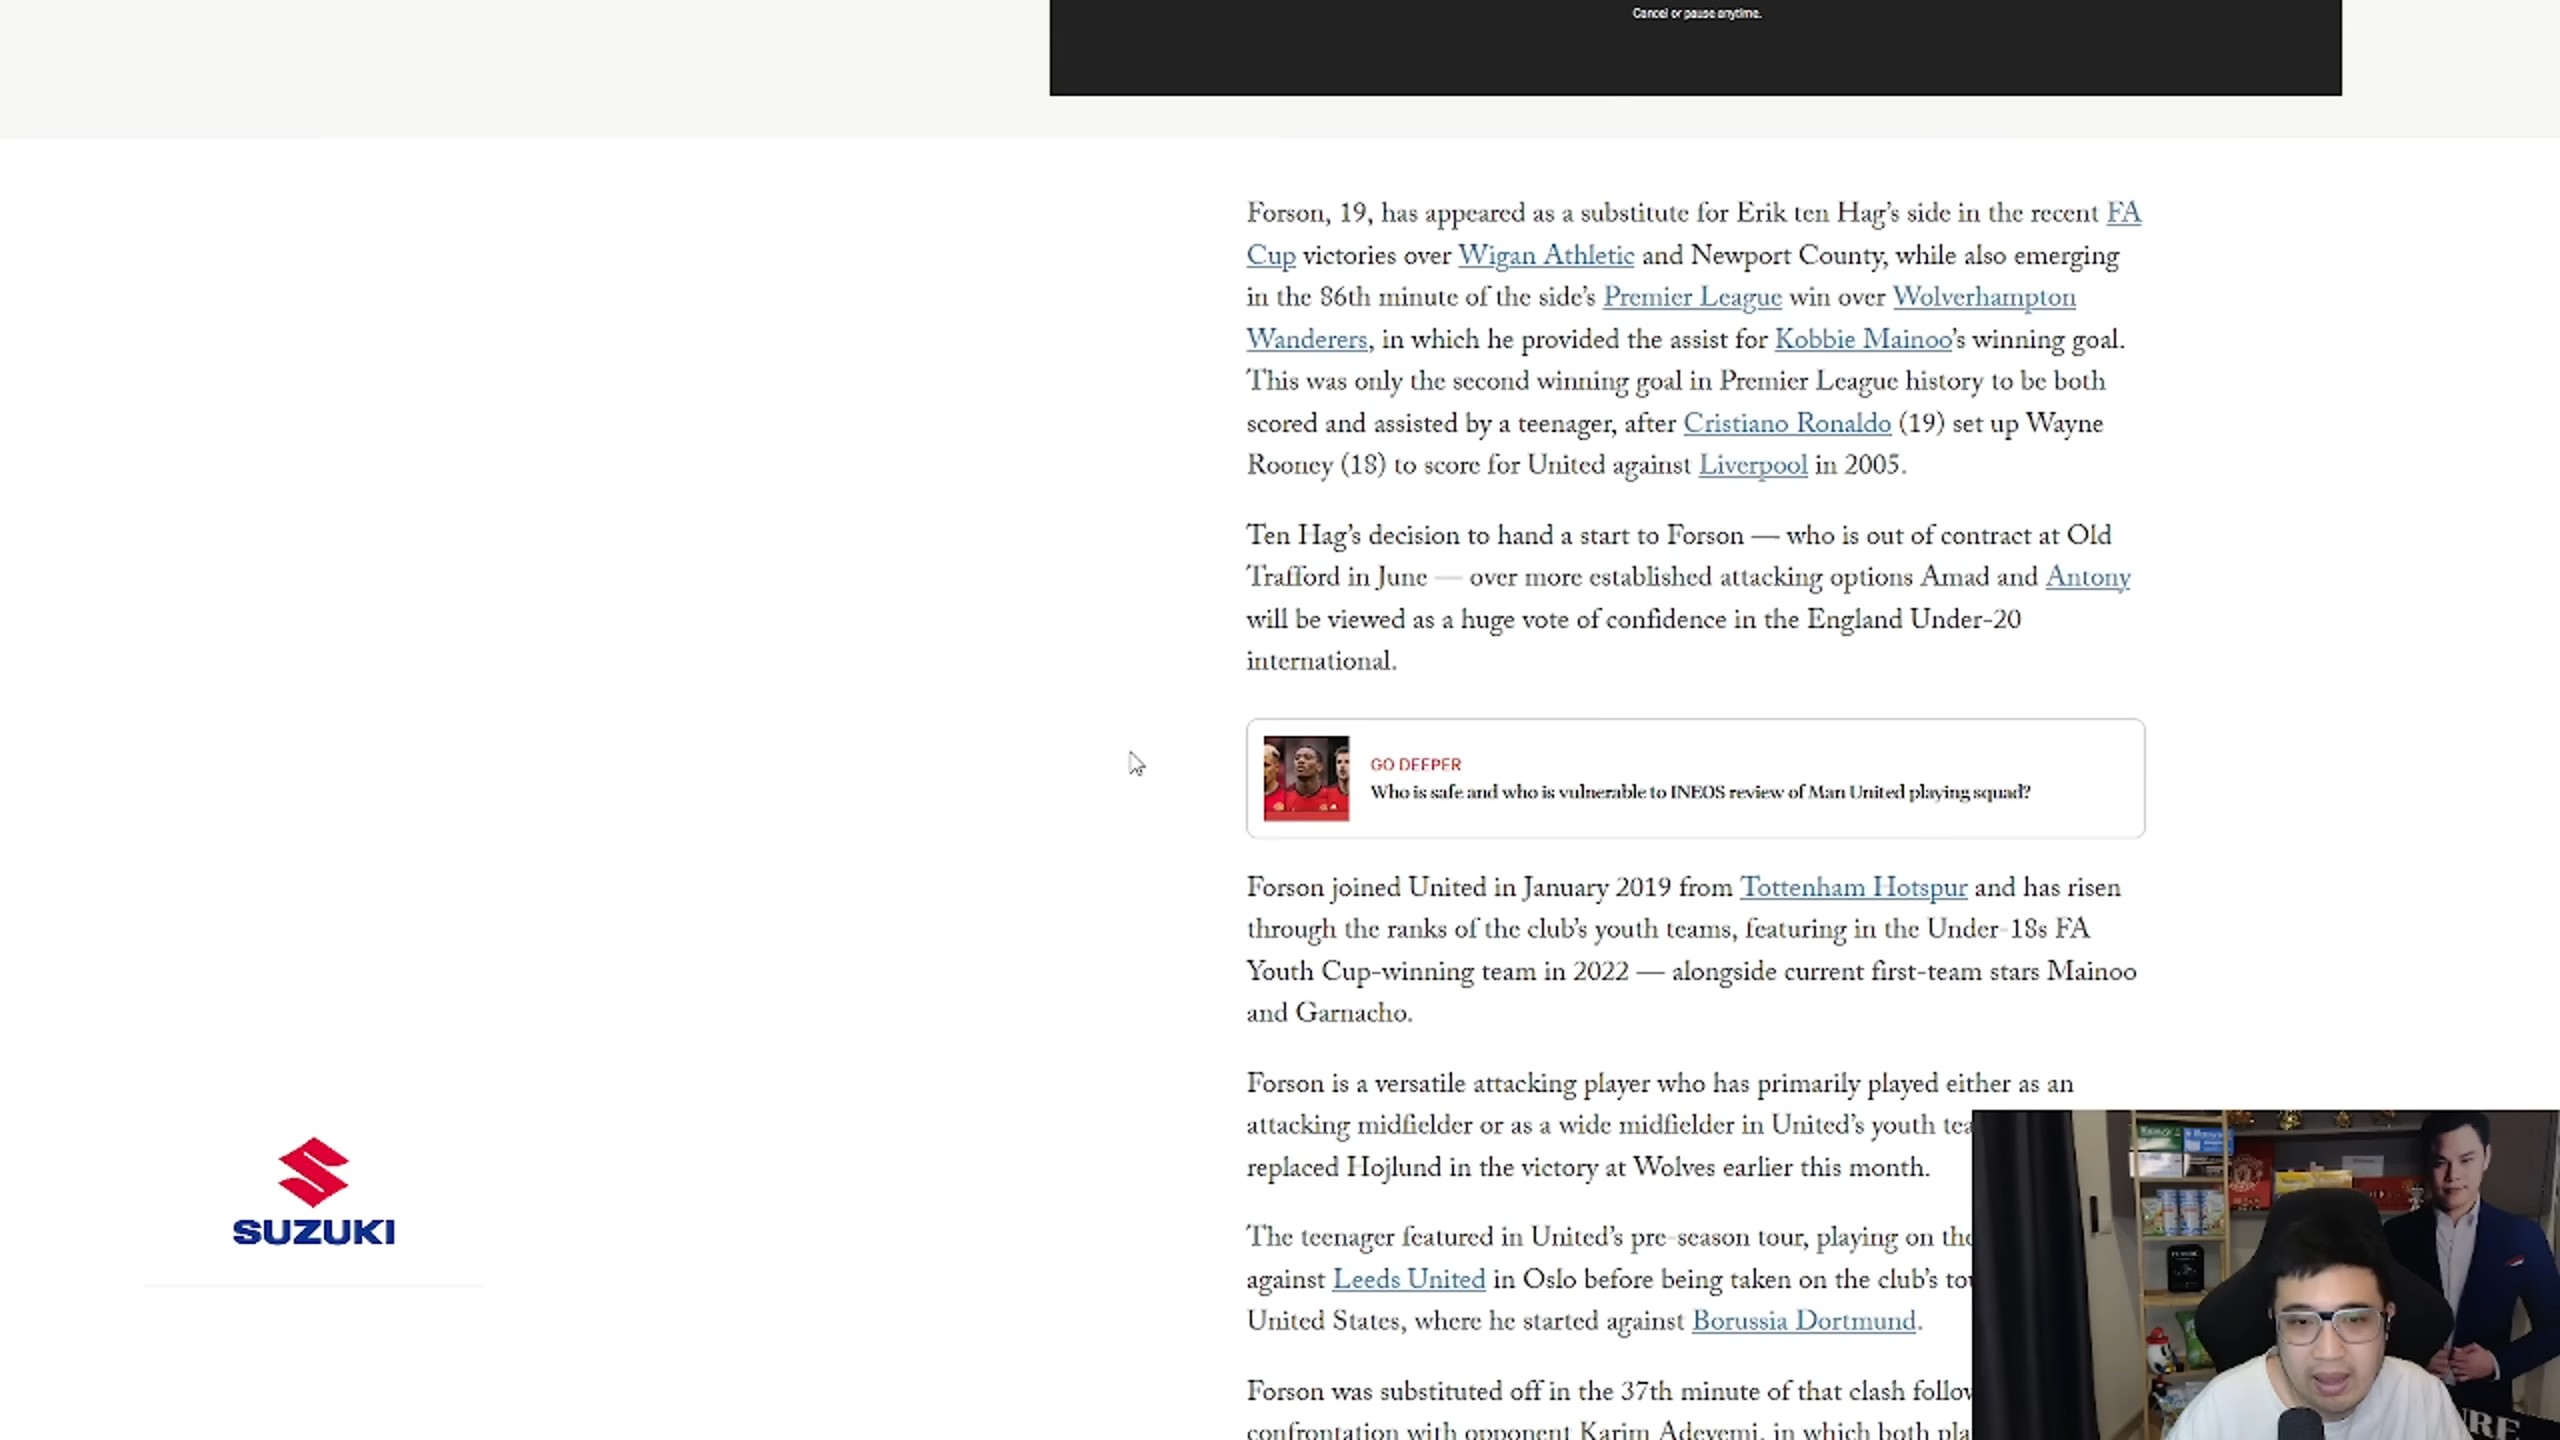 Cancel or pause anytime.
Forson, 19, has appeared as a substitute for Erik ten Hag’s side in the recent FA
Cup victories over Wigan Athletic and Newport County, while also emerging
in the 86th minute of the side’s Premier League win over Wolverhampton
Wanderers, in which he provided the assist for Kobbie Mainoo’s winning goal.
This was only the second winning goal in Premier League history to be both
scored and assisted by a teenager, after Cristiano Ronaldo (19) set up Wayne
Rooney (18) to score for United against Liverpool in 2005.
Ten Hag’s decision to hand a start to Forson — who is out of contract at Old
Trafford in June — over more established attacking options Amad and Antony
will be viewed as a huge vote of confidence in the England Under-20
international.
GO DEEPER
Who is safe and who is vulnerable to INEOS review of Man United playing squad?
Forson joined United in January 2019 from Tottenham Hotspur and has risen
through the ranks of the club’s youth teams, featuring in the Under-18s FA
Youth Cup-winning team in 2022 — alongside current first-team stars Mainoo
and Garnacho.
Forson is a versatile attacking player who has primarily played either as an
attacking midfielder or as a wide midfielder in United’s youth tea
replaced Hojlund in the victory at Wolves earlier this month.
The teenager featured in United’s pre-season tour, playing on the
against Leeds United in Oslo before being taken on the club’s to
United States, where he started against Borussia Dortmund.
Forson was substituted off in the 37th minute of that clash follow
confrontation with opponent Karim Adeyemi, in which both pla
SUZUKI